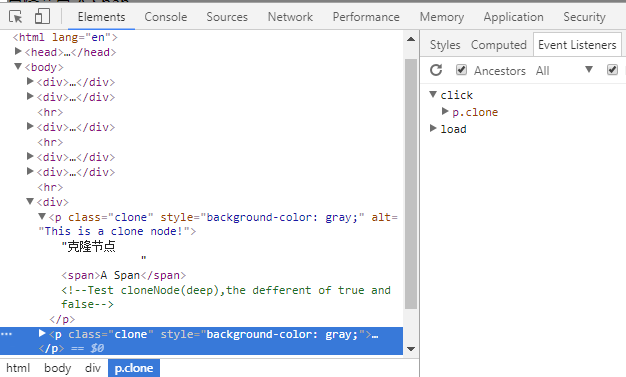 Elements Console Sources Network Performance Memory Application Security
<html lang="en">
<head>…</head>
<body>
<div>…</div>
<div>…</div>
<hr>
<div>…</div>
<hr>
<div>…</div>
<div>…</div>
<hr>
<div>
<p class="clone" style="background-color: gray;" alt=
"This is a clone node!">
"克隆节点
"
<span>A Span</span>
<!--Test cloneNode(deep),the defferent of true and
false-->
</p>
<p class="clone" style="background-color: gray;">…
</p> == $0
html body div p.clone
Styles Computed Event Listeners
Ancestors All
click
p.clone
load